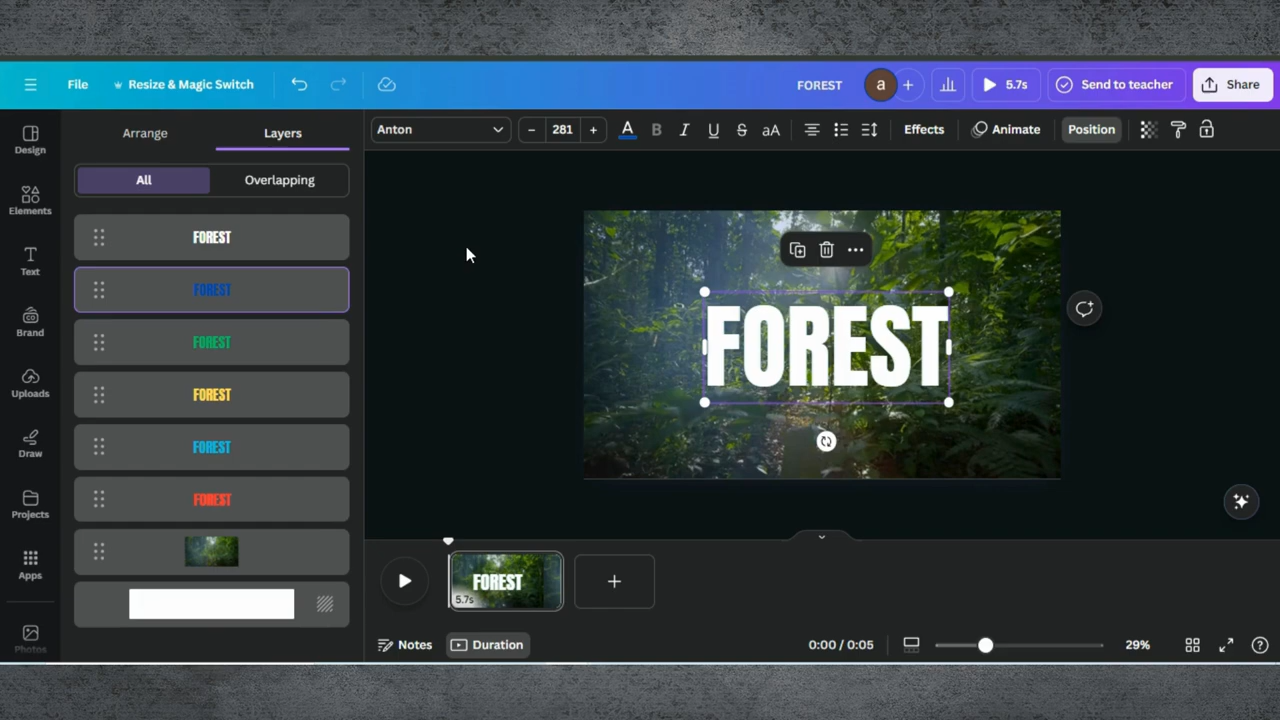 File
Resize & Magic Switch
FOREST
a
5.7s
Send to teacher
Share
Design
Elements
Text
Brand
Uploads
Draw
Projects
Apps
Photos
Arrange
Layers
All
Overlapping
FOREST
FOREST
FOREST
FOREST
FOREST
FOREST
Anton
281
A
B
I
U
S
aA
Effects
Animate
Position
FOREST
FOREST
5.7s
Notes
Duration
0:00 / 0:05
29%